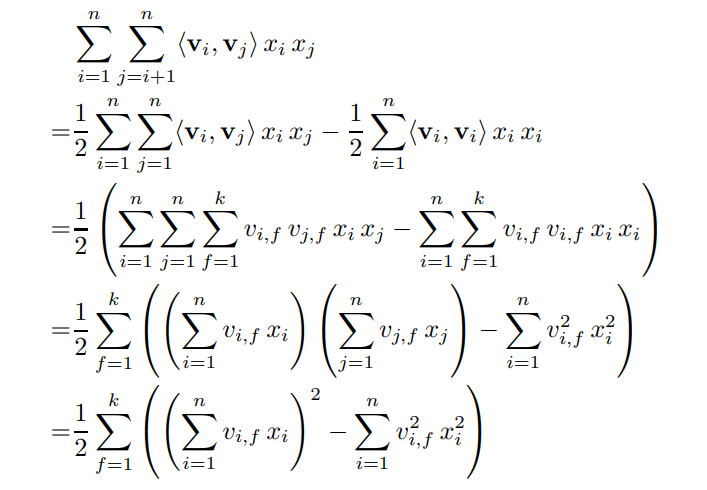 \sum_{i=1}^{n} \sum_{j=i+1}^{n} \langle \mathbf{v}_i, \mathbf{v}_j \rangle \, x_i \, x_j
= \frac{1}{2} \sum_{i=1}^{n} \sum_{j=1}^{n} \langle \mathbf{v}_i, \mathbf{v}_j \rangle \, x_i \, x_j - \frac{1}{2} \sum_{i=1}^{n} \langle \mathbf{v}_i, \mathbf{v}_i \rangle \, x_i \, x_i
= \frac{1}{2} \left( \sum_{i=1}^{n} \sum_{j=1}^{n} \sum_{f=1}^{k} v_{i,f} \, v_{j,f} \, x_i \, x_j - \sum_{i=1}^{n} \sum_{f=1}^{k} v_{i,f} \, v_{i,f} \, x_i \, x_i \right)
= \frac{1}{2} \sum_{f=1}^{k} \left( \left( \sum_{i=1}^{n} v_{i,f} \, x_i \right) \left( \sum_{j=1}^{n} v_{j,f} \, x_j \right) - \sum_{i=1}^{n} v_{i,f}^2 \, x_i^2 \right)
= \frac{1}{2} \sum_{f=1}^{k} \left( \left( \sum_{i=1}^{n} v_{i,f} \, x_i \right)^2 - \sum_{i=1}^{n} v_{i,f}^2 \, x_i^2 \right)